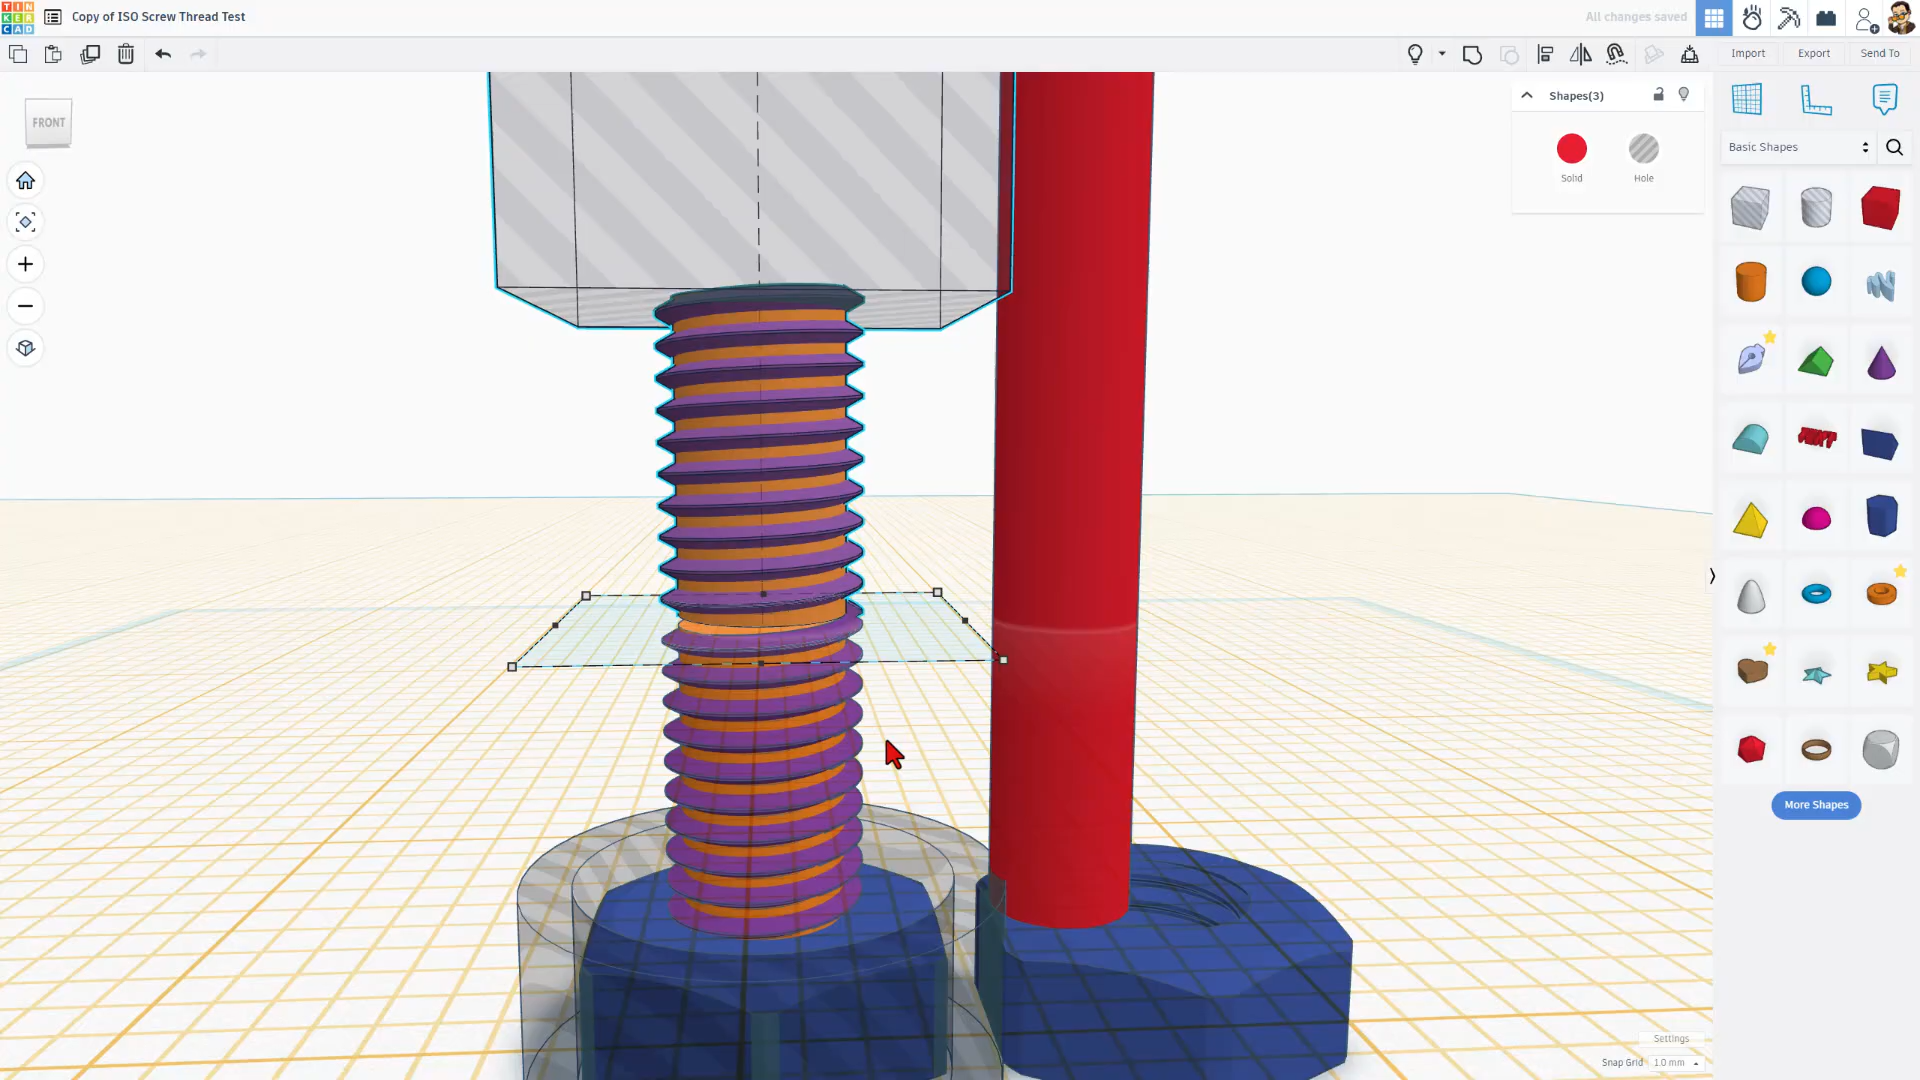 TIN
KER
CAD
Copy of ISO Screw Thread Test
All changes saved
Import
Export
Send To
FRONT
Shapes(3)
Solid
Hole
Basic Shapes
TEXT
More Shapes
Settings
Snap Grid
1.0 mm